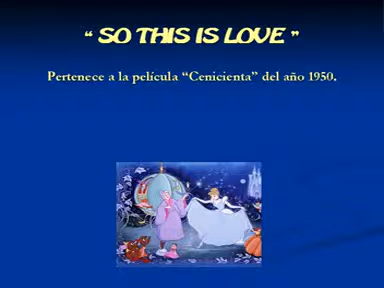 “ SO THIS IS LOVE ”
Pertenece a la película “Cenicienta” del año 1950.